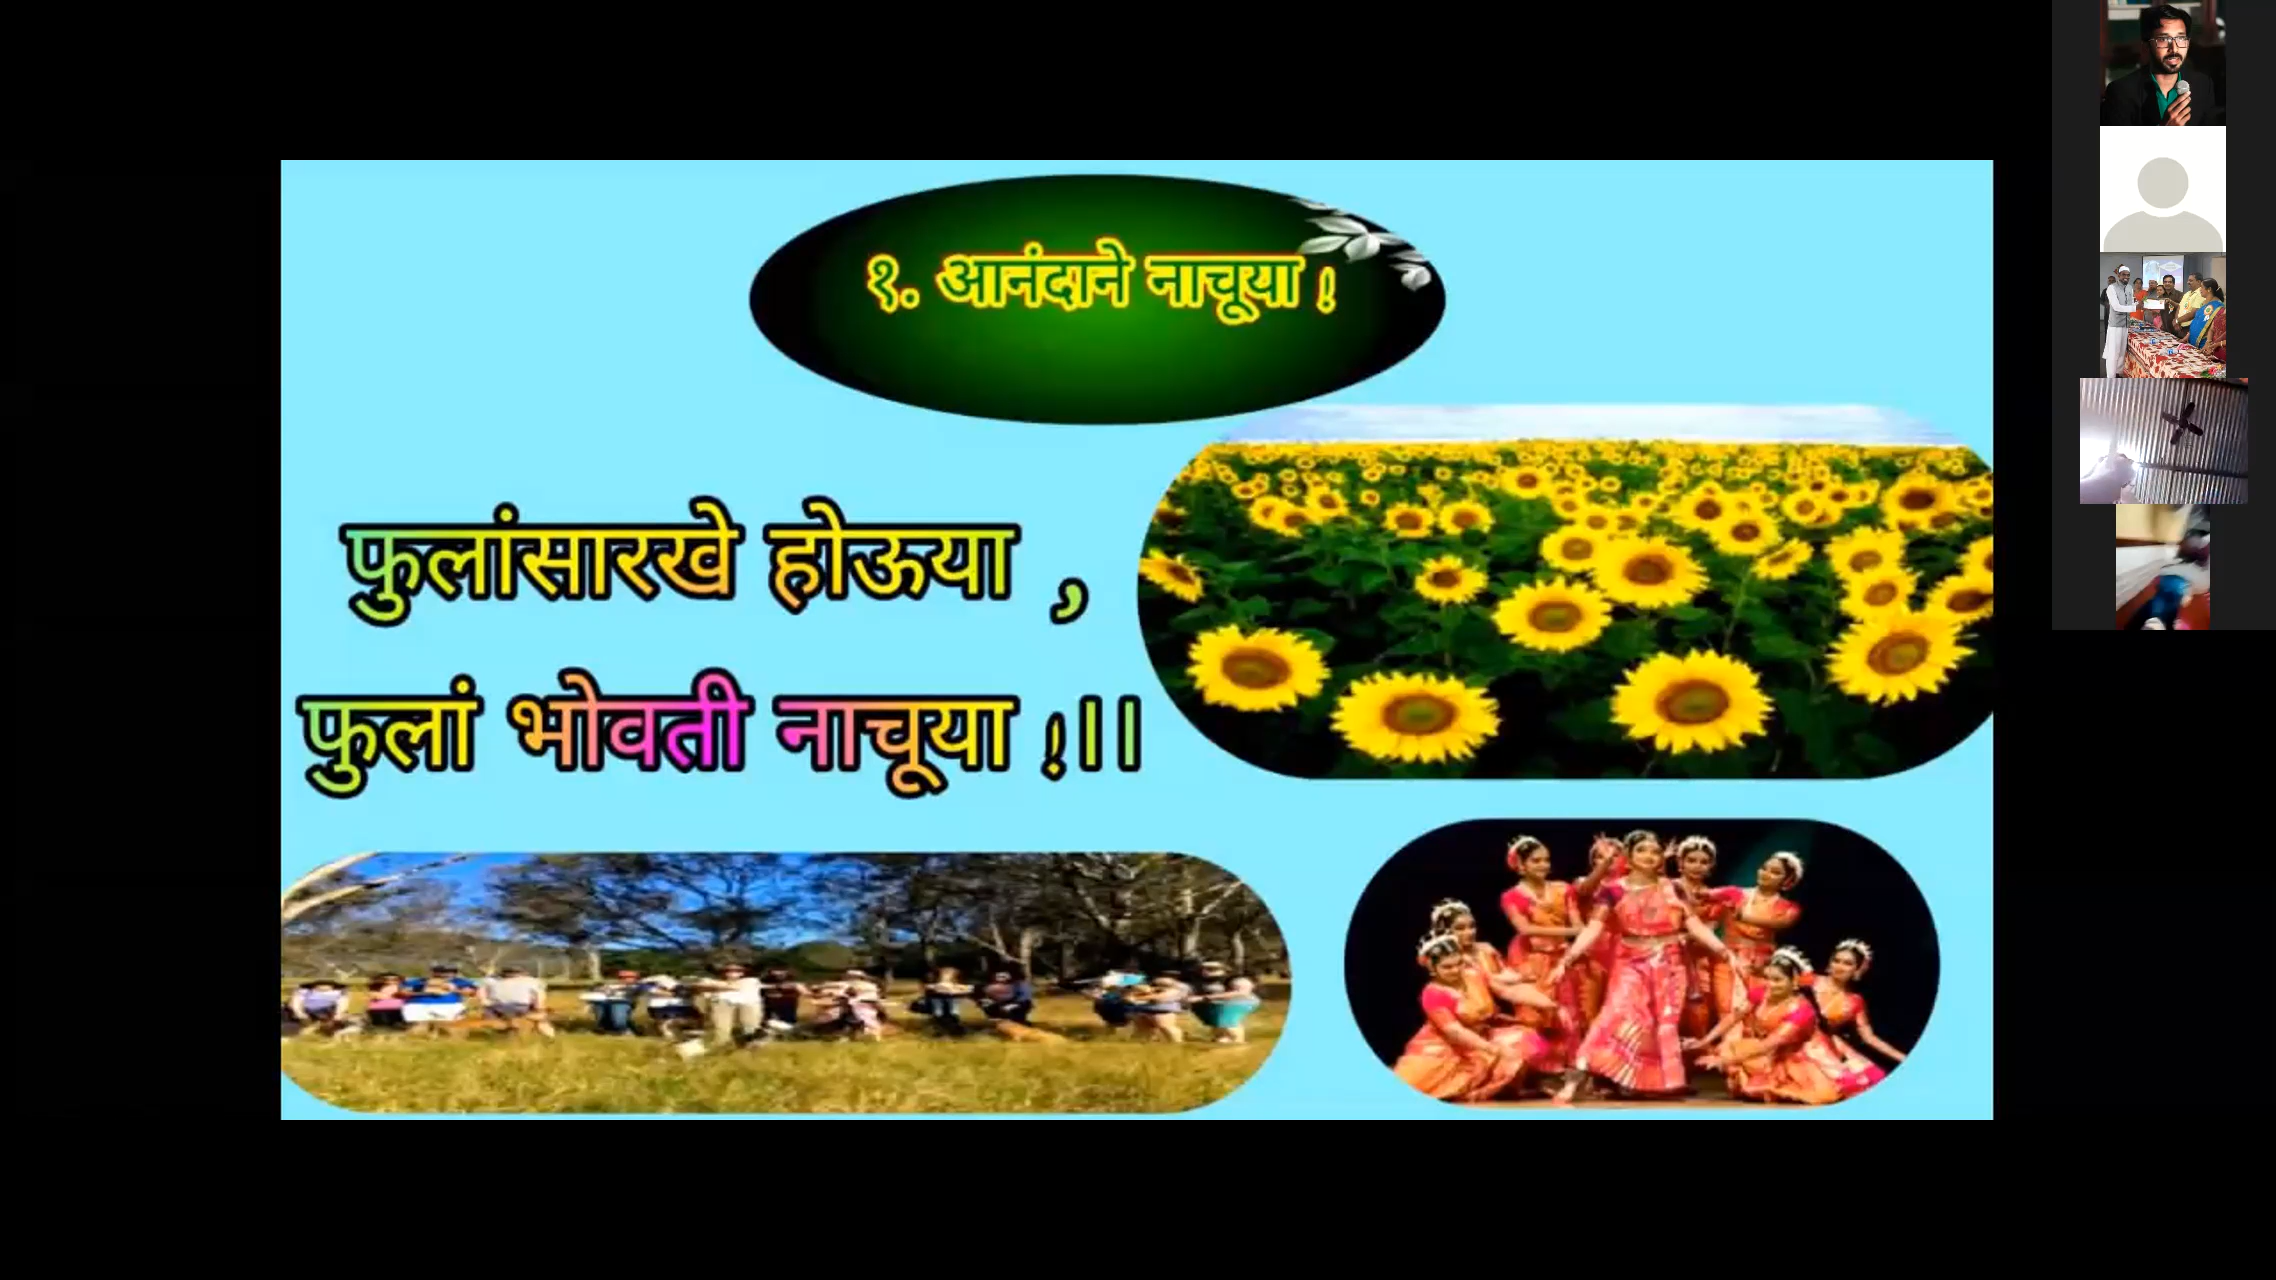 १. आनंदाने नाचूया !
फुलांसारखे होऊया ,
फुलां भोवती नाचूया !।।